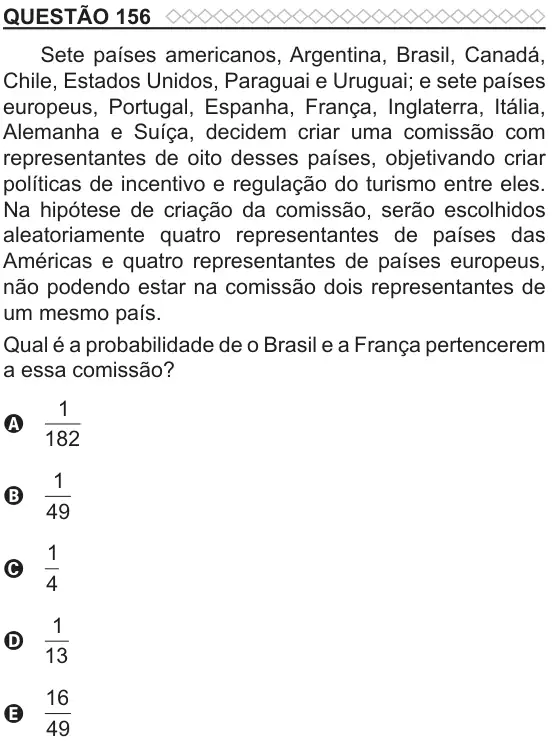 QUESTÃO 156
Sete países americanos, Argentina, Brasil, Canadá,
Chile, Estados Unidos, Paraguai e Uruguai; e sete países
europeus, Portugal, Espanha, França, Inglaterra, Itália,
Alemanha e Suíça, decidem criar uma comissão com
representantes de oito desses países, objetivando criar
políticas de incentivo e regulação do turismo entre eles.
Na hipótese de criação da comissão, serão escolhidos
aleatoriamente quatro representantes de países das
Américas e quatro representantes de países europeus,
não podendo estar na comissão dois representantes de
um mesmo país.
Qual é a probabilidade de o Brasil e a França pertencerem
a essa comissão?
A 1/182
B 1/49
C 1/4
D 1/13
E 16/49